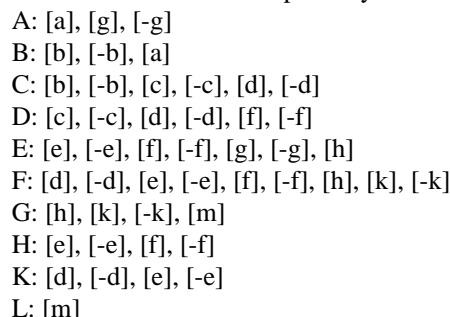 A: [a], [g], [-g]
B: [b], [-b], [a]
C: [b], [-b], [c], [-c], [d], [-d]
D: [c], [-c], [d], [-d], [f], [-f]
E: [e], [-e], [f], [-f], [g], [-g], [h]
F: [d], [-d], [e], [-e], [f], [-f], [h], [k], [-k]
G: [h], [k], [-k], [m]
H: [e], [-e], [f], [-f]
K: [d], [-d], [e], [-e]
L: [m]